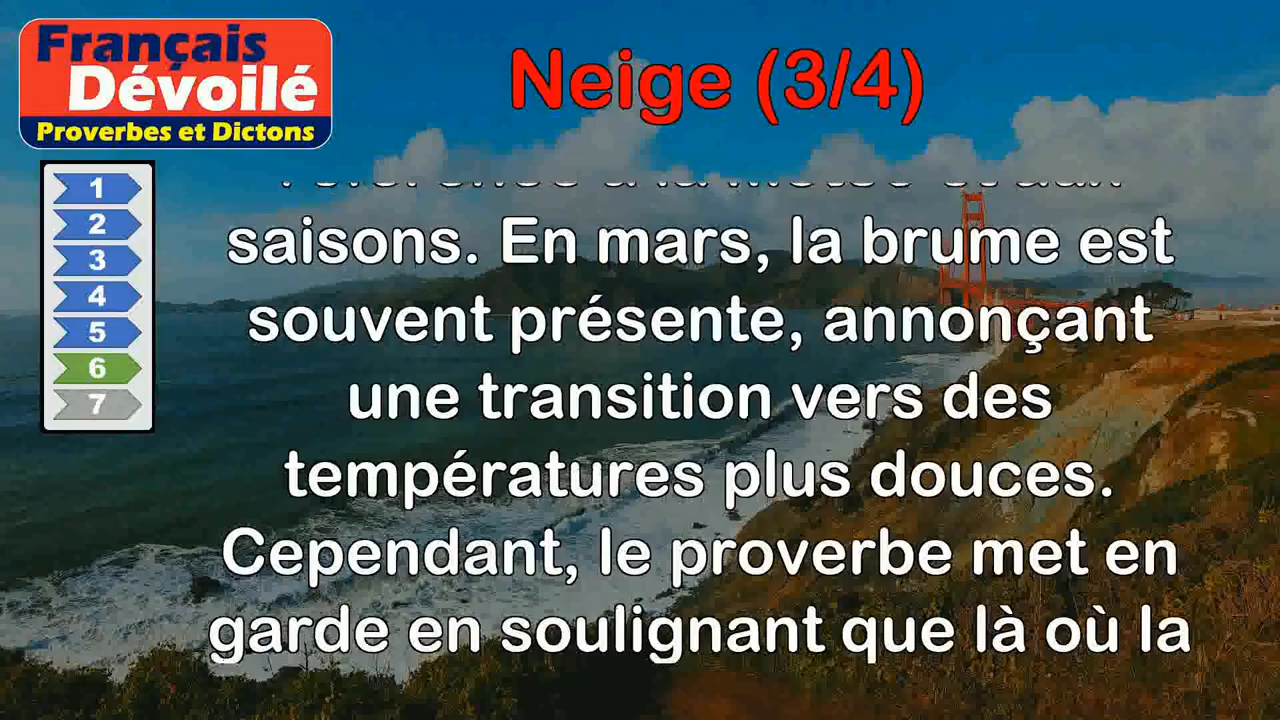 Français
Dévoilé
Proverbes et Dictons
Neige (3/4)
1
2
3
4
5
6
7
saisons. En mars, la brume est
souvent présente, annonçant
une transition vers des
températures plus douces.
Cependant, le proverbe met en
garde en soulignant que là où la